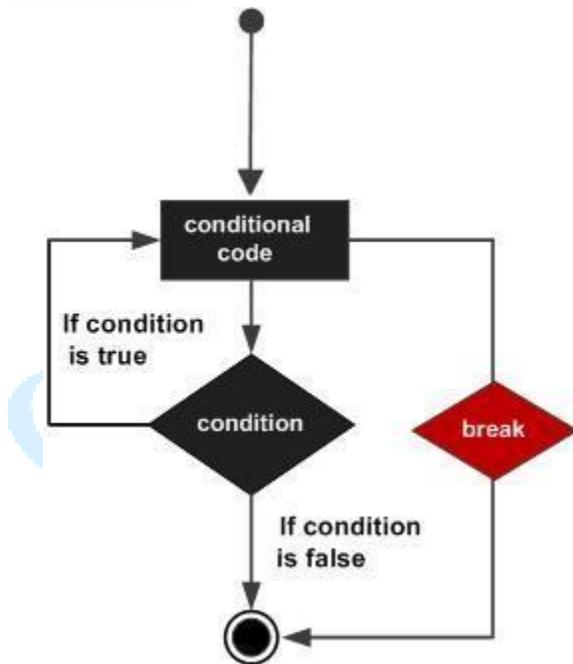 conditional
code
If condition
is true
condition
break
If condition
is false